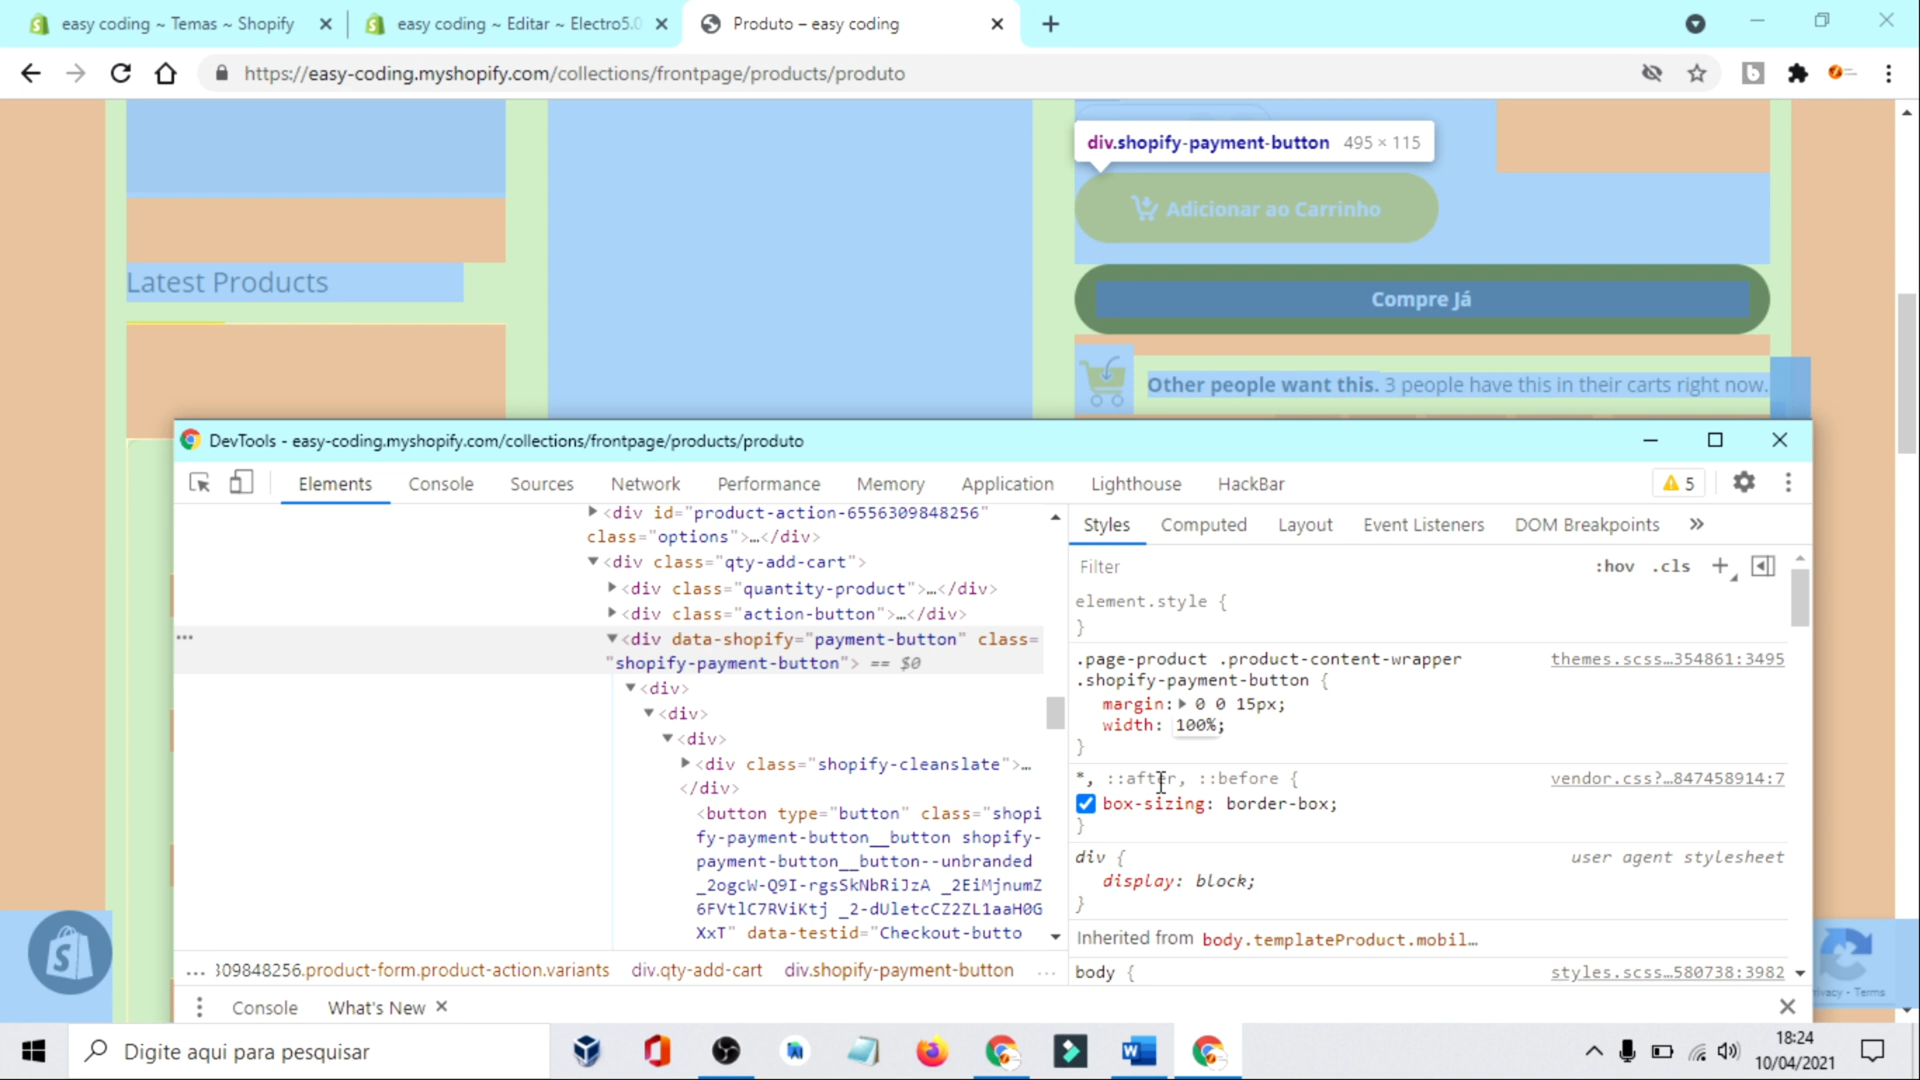 easy coding ~ Temas ~ Shopify
easy coding ~ Editar ~ Electro5.0
Produto – easy coding
https://easy-coding.myshopify.com/collections/frontpage/products/produto
div.shopify-payment-button 495 × 115
Adicionar ao Carrinho
Latest Products
Compre Já
Other people want this. 3 people have this in their carts right now.
DevTools - easy-coding.myshopify.com/collections/frontpage/products/produto
Elements Console Sources Network Performance Memory Application Lighthouse HackBar 5
<div id="product-action-6556309848256"
class="options">…</div>
<div class="qty-add-cart">
<div class="quantity-product">…</div>
<div class="action-button">…</div>
<div data-shopify="payment-button" class=
"shopify-payment-button"> == $0
<div>
<div>
<div>
<div class="shopify-cleanslate">…
</div>
<button type="button" class="shopi
fy-payment-button__button shopify-
payment-button__button--unbranded
_2ogcW-Q9I-rgsSkNbRiJzA _2EiMjnumZ
6FVtlC7RViKtj _2-dUletcCZ2ZL1aaH0G
XxT" data-testid="Checkout-butto
... 309848256.product-form.product-action.variants div.qty-add-cart div.shopify-payment-button ...
Styles Computed Layout Event Listeners DOM Breakpoints »
Filter :hov .cls +
element.style {
}
.page-product .product-content-wrapper themes.scss…354861:3495
.shopify-payment-button {
margin: 0 0 15px;
width: 100%;
}
*, ::after, ::before { vendor.css?…847458914:7
box-sizing: border-box;
}
div { user agent stylesheet
display: block;
}
Inherited from body.templateProduct.mobil…
body { styles.scss…580738:3982
Console What's New
Privacy - Terms
Digite aqui para pesquisar
18:24
10/04/2021